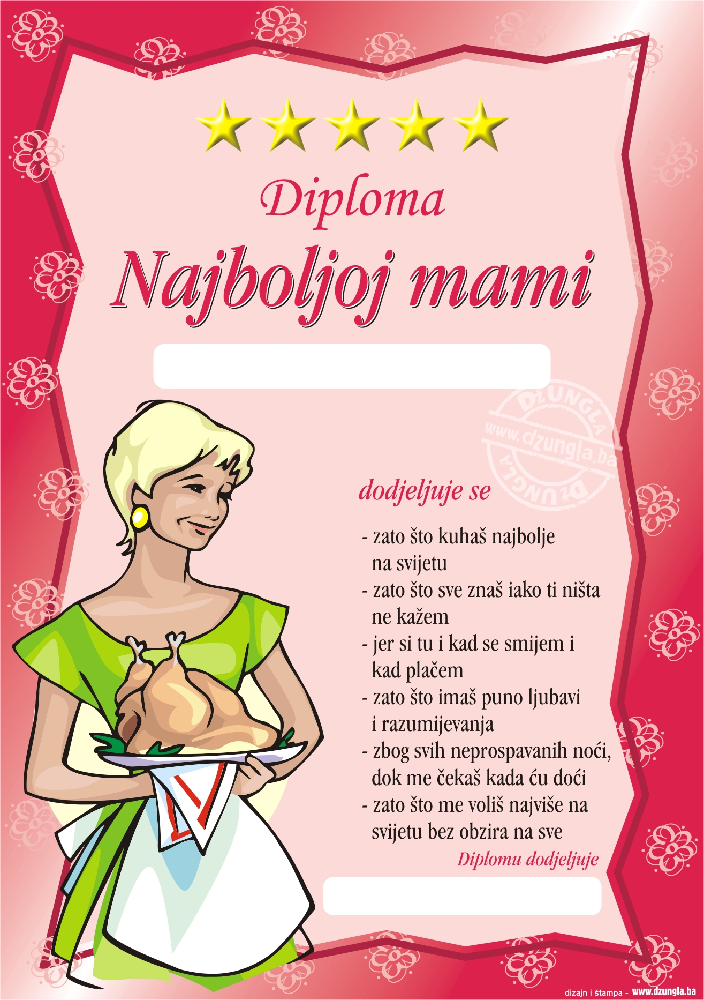 Diploma
Najboljoj mami
DŽUNGLA
www.dzungla.ba
DŽUNGLA
dodjeljuje se
- zato što kuhaš najbolje
na svijetu
- zato što sve znaš iako ti ništa
ne kažem
- jer si tu i kad se smijem i
kad plačem
- zato što imaš puno ljubavi
i razumijevanja
- zbog svih neprospavanih noći,
dok me čekaš kada ću doći
- zato što me voliš najviše na
svijetu bez obzira na sve
Diplomu dodjeljuje
dizajn i štampa - www.dzungla.ba